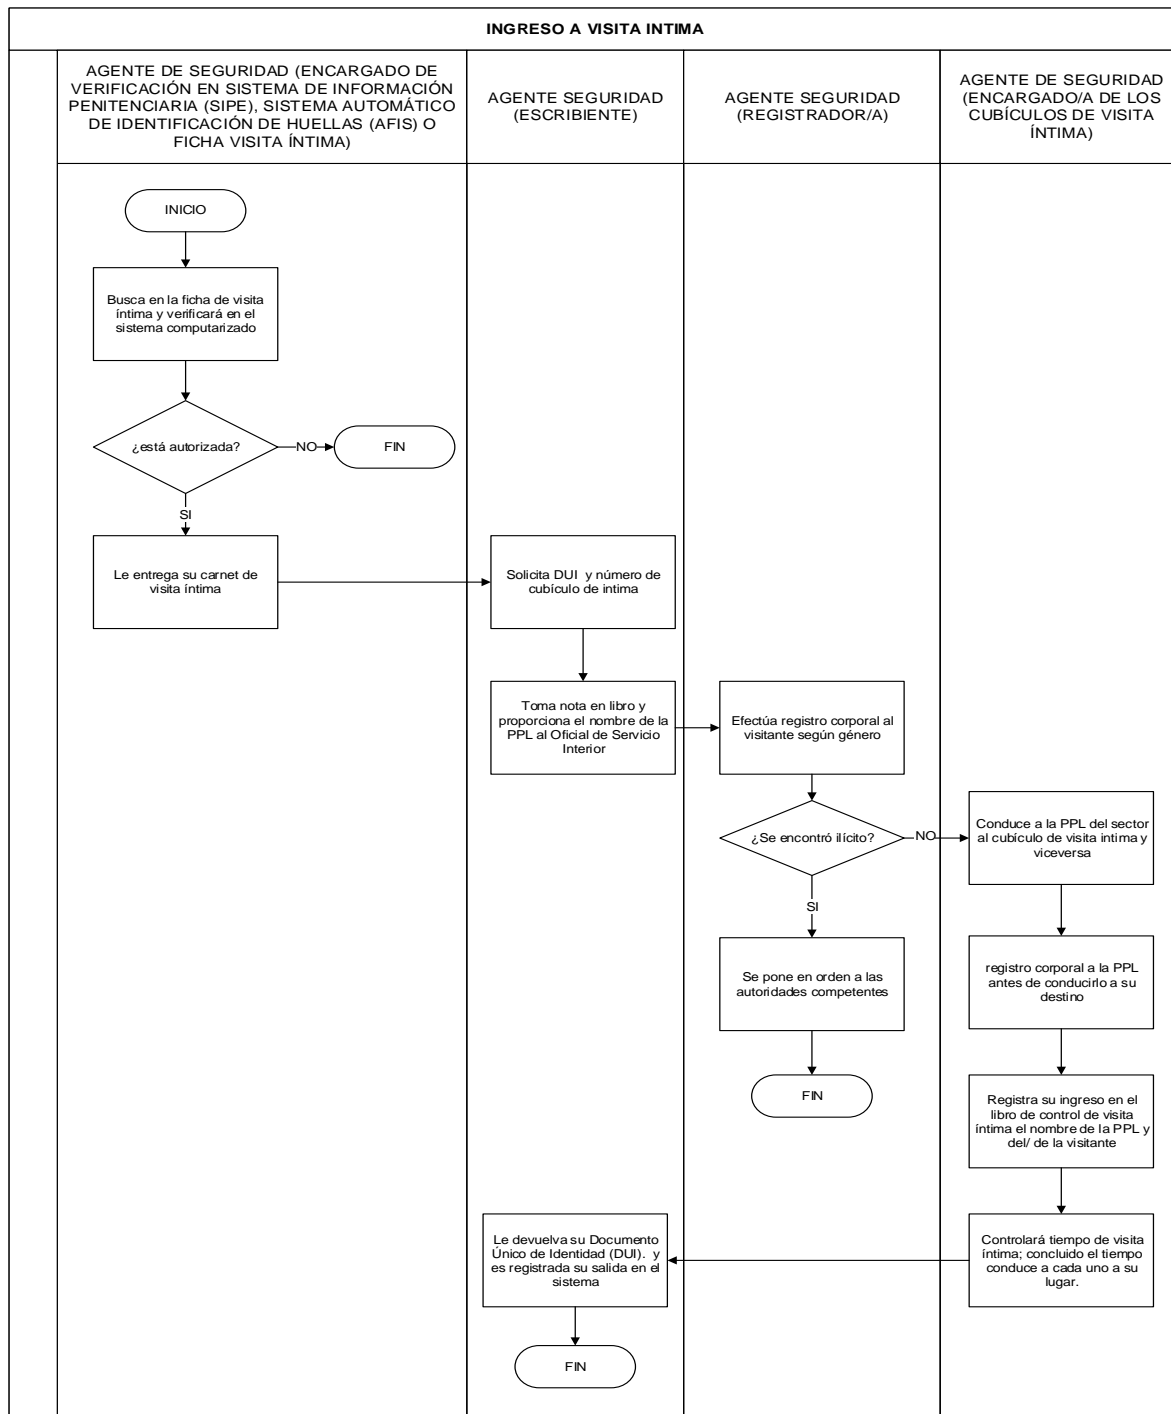 INGRESO A VISITA INTIMA
AGENTE DE SEGURIDAD (ENCARGADO DE
VERIFICACIÓN EN SISTEMA DE INFORMACIÓN
PENITENCIARIA (SIPE), SISTEMA AUTOMÁTICO
DE IDENTIFICACIÓN DE HUELLAS (AFIS) O
FICHA VISITA ÍNTIMA)
AGENTE SEGURIDAD
(ESCRIBIENTE)
AGENTE SEGURIDAD
(REGISTRADOR/A)
AGENTE DE SEGURIDAD
(ENCARGADO/A DE LOS
CUBÍCULOS DE VISITA
ÍNTIMA)
INICIO
Busca en la ficha de visita
íntima y verificará en el
sistema computarizado
¿está autorizada?
NO
FIN
SI
Le entrega su carnet de
visita íntima
Solicita DUI y número de
cubículo de intima
Toma nota en libro y
proporciona el nombre de la
PPL al Oficial de Servicio
Interior
Efectúa registro corporal al
visitante según género
¿Se encontró ilícito?
NO
Conduce a la PPL del sector
al cubículo de visita intima y
viceversa
SI
Se pone en orden a las
autoridades competentes
FIN
registro corporal a la PPL
antes de conducirlo a su
destino
Registra su ingreso en el
libro de control de visita
íntima el nombre de la PPL y
del/ de la visitante
Controlará tiempo de visita
íntima; concluido el tiempo
conduce a cada uno a su
lugar.
Le devuelva su Documento
Único de Identidad (DUI). y
es registrada su salida en el
sistema
FIN